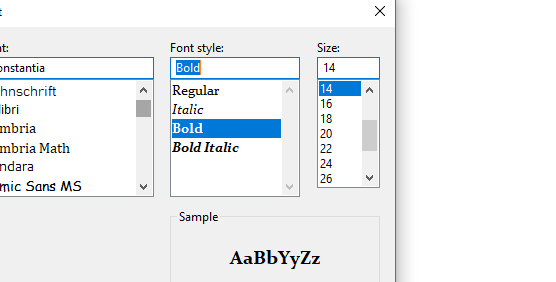 t
nt:
Font style:
Size:
onstantia
Bold
14
hnschrift
libri
mbria
mbria Math
ndara
mic Sans MS
Regular
Italic
Bold
Bold Italic
14
16
18
20
22
24
26
Sample
AaBbYyZz